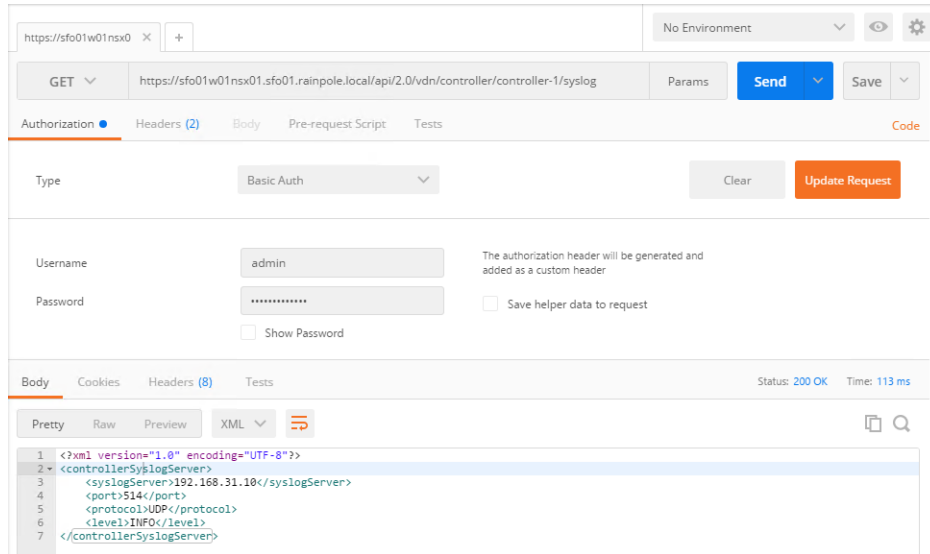 https://sfo01w01nsx0 × +
No Environment
GET https://sfo01w01nsx01.sfo01.rainpole.local/api/2.0/vdn/controller/controller-1/syslog Params Send Save
Authorization Headers (2) Body Pre-request Script Tests Code
Type Basic Auth Clear Update Request
Username admin
The authorization header will be generated and
added as a custom header
Password •••••••••••••
Save helper data to request
Show Password
Body Cookies Headers (8) Tests Status: 200 OK Time: 113 ms
Pretty Raw Preview XML
1 <?xml version="1.0" encoding="UTF-8"?>
2 <controllerSyslogServer>
3 <syslogServer>192.168.31.10</syslogServer>
4 <port>514</port>
5 <protocol>UDP</protocol>
6 <level>INFO</level>
7 </controllerSyslogServer>